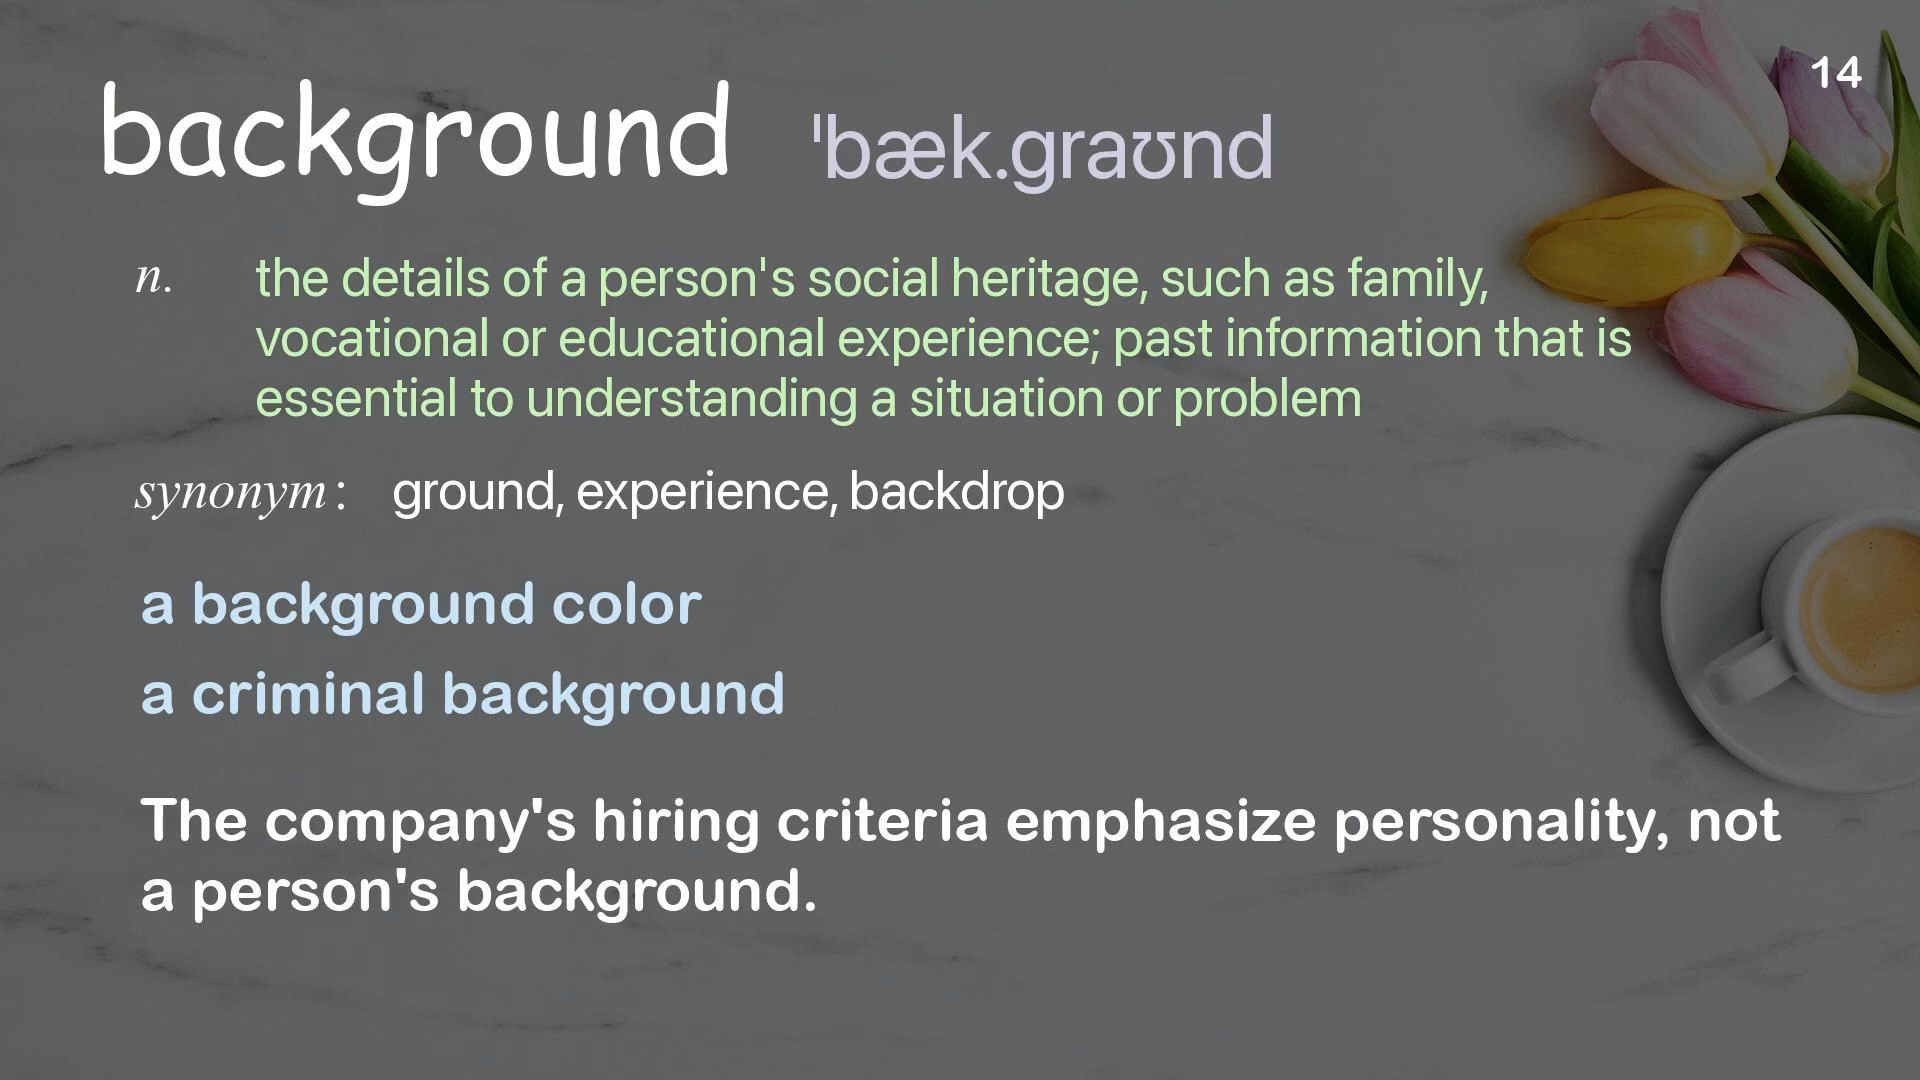 14
background ˈbæk.graʊnd
n. the details of a person's social heritage, such as family,
vocational or educational experience; past information that is
essential to understanding a situation or problem
synonym: ground, experience, backdrop
a background color
a criminal background
The company's hiring criteria emphasize personality, not
a person's background.